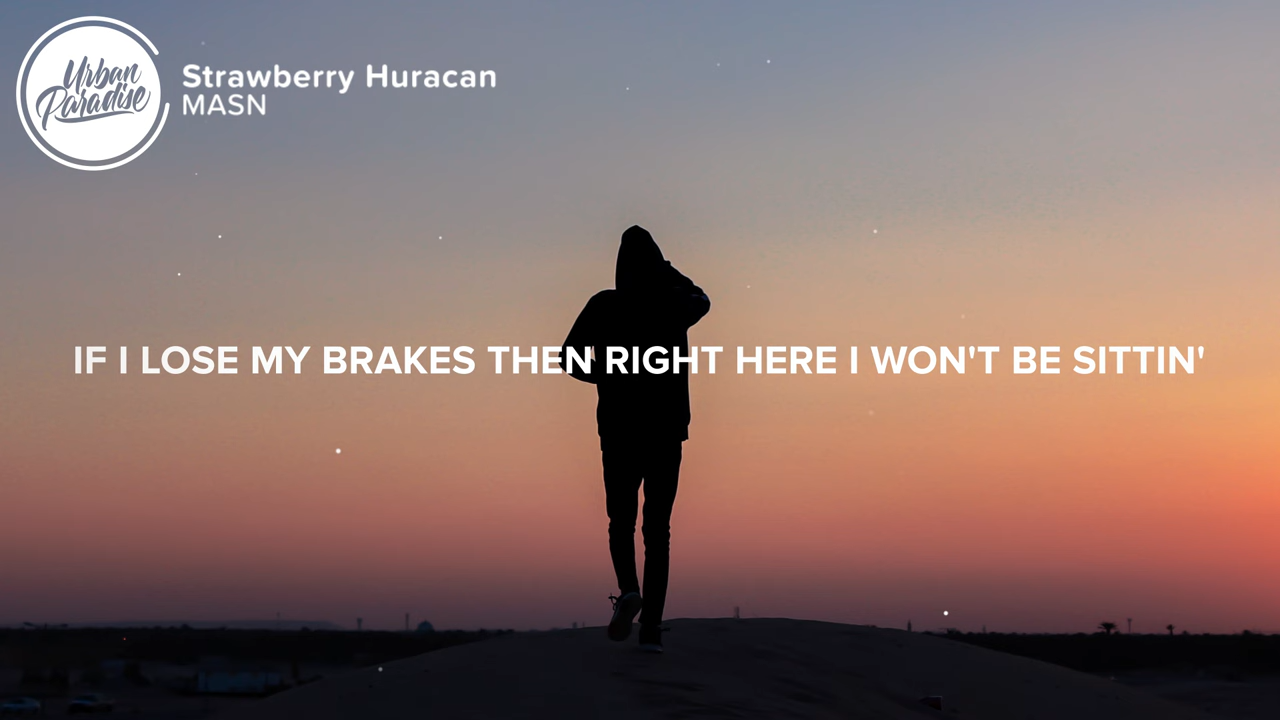 Urban
Paradise
Strawberry Huracan
MASN
IF I LOSE MY BRAKES THEN RIGHT HERE I WON'T BE SITTIN'